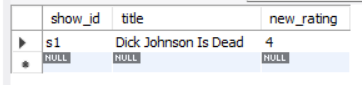 show_id title new_rating
s1 Dick Johnson Is Dead 4
NULL NULL NULL